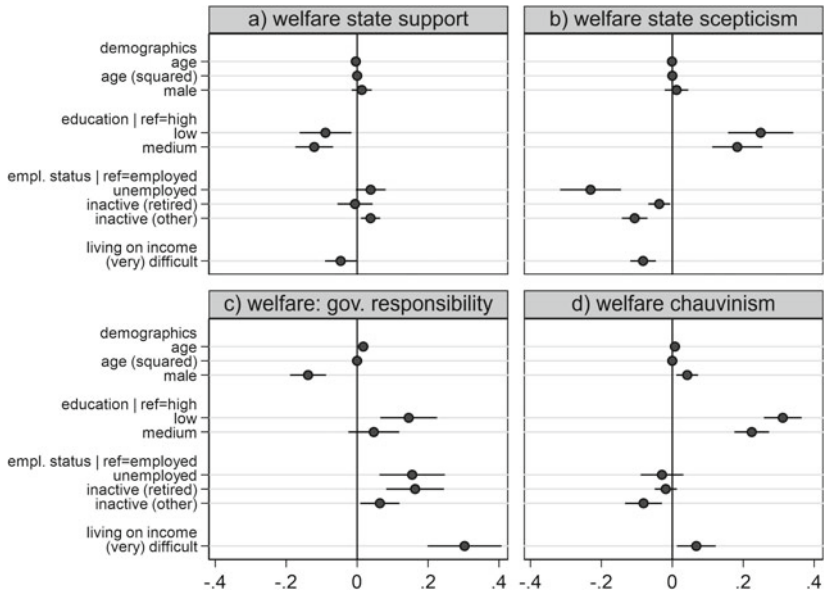 a) welfare state support
b) welfare state scepticism
demographics
age
age (squared)
male
education | ref=high
low
medium
empl. status | ref=employed
unemployed
inactive (retired)
inactive (other)
living on income
(very) difficult
c) welfare: gov. responsibility
d) welfare chauvinism
demographics
age
age (squared)
male
education | ref=high
low
medium
empl. status | ref=employed
unemployed
inactive (retired)
inactive (other)
living on income
(very) difficult
-.4 -.2 0 .2 .4 -.4 -.2 0 .2 .4